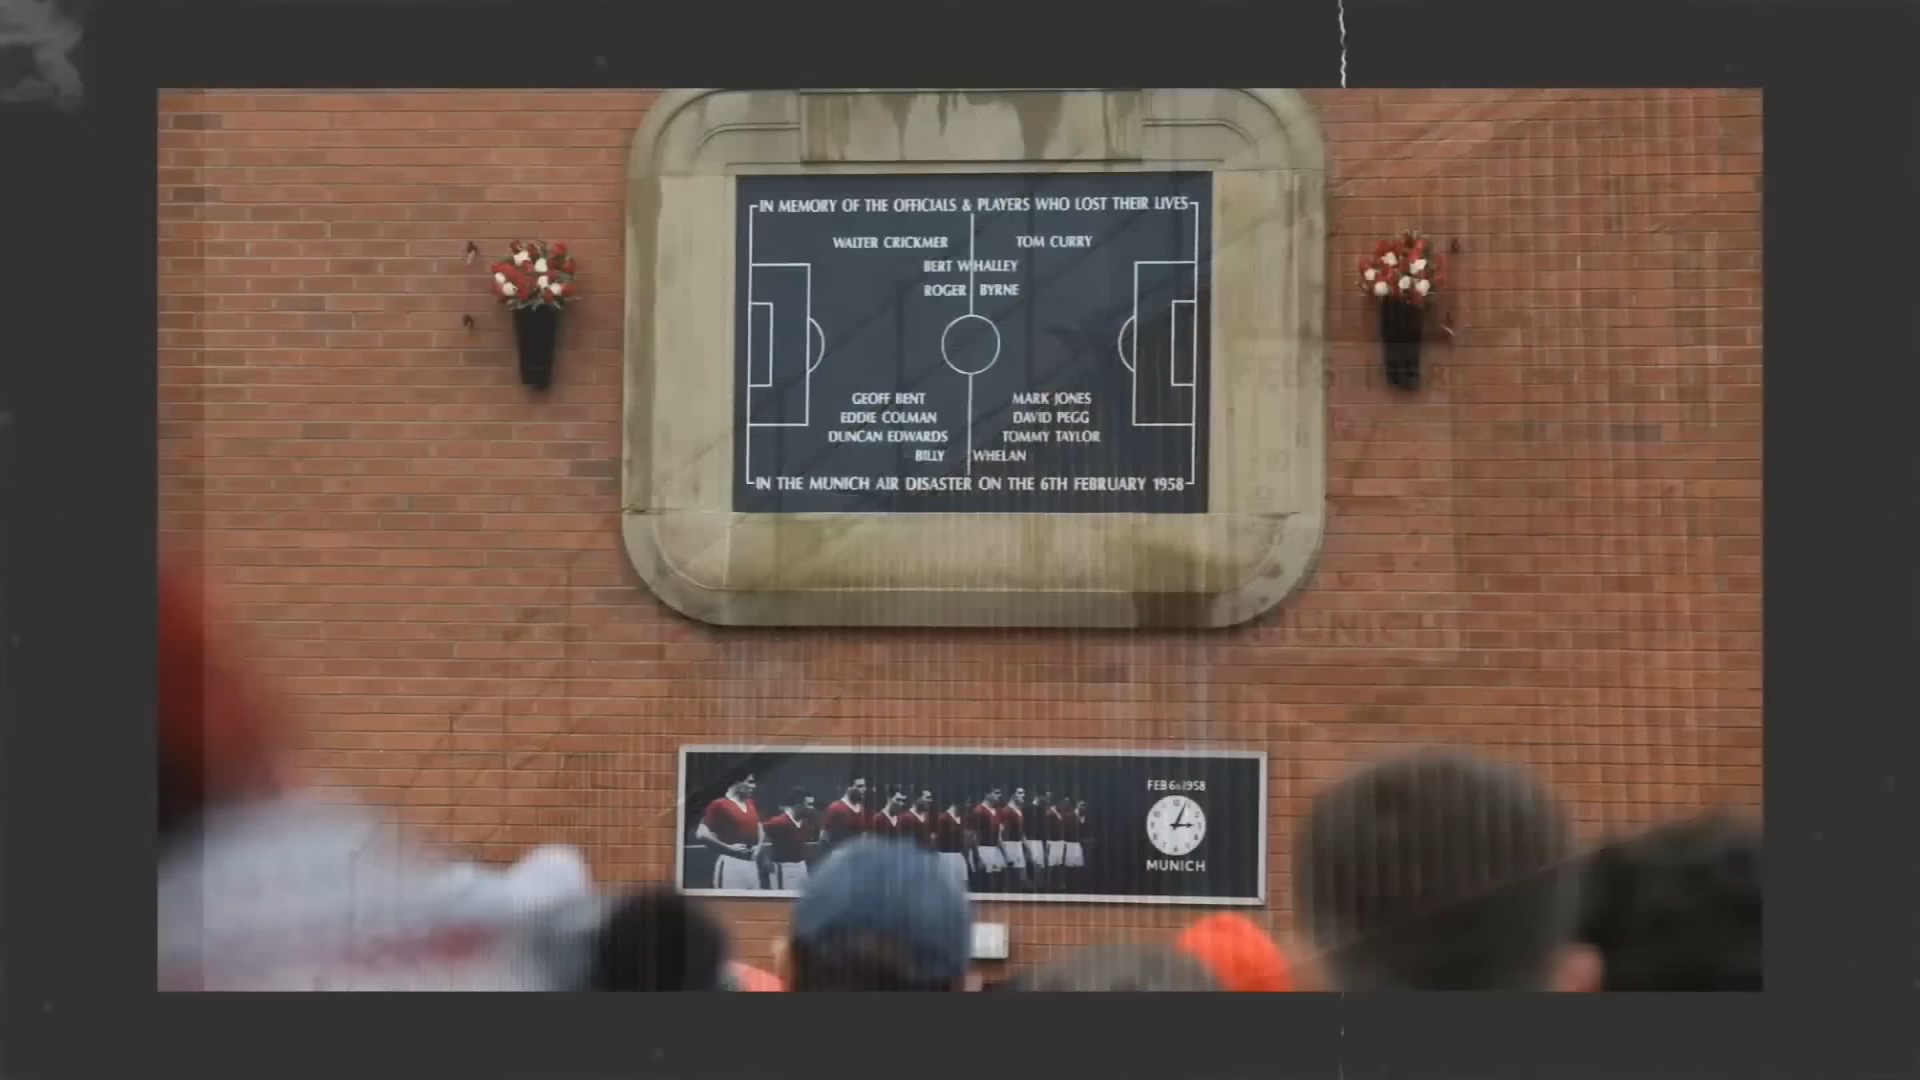 IN MEMORY OF THE OFFICIALS & PLAYERS WHO LOST THEIR LIVES
WALTER CRICKMER TOM CURRY
BERT WHALLEY
ROGER BYRNE
GEOFF BENT MARK JONES
EDDIE COLMAN DAVID PEGG
DUNCAN EDWARDS TOMMY TAYLOR
BILLY WHELAN
IN THE MUNICH AIR DISASTER ON THE 6TH FEBRUARY 1958
FEB 6th 1958
MUNICH